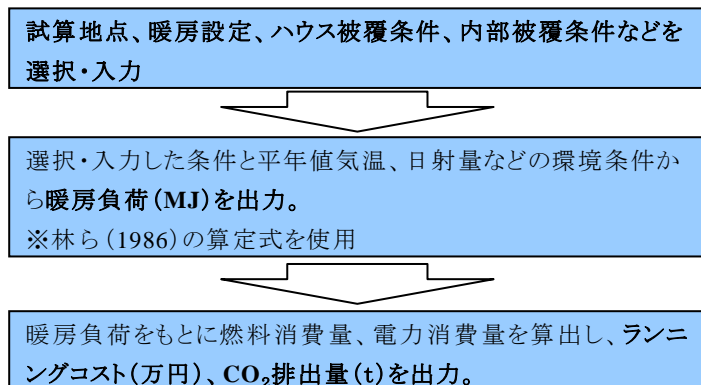 試算地点、暖房設定、ハウス被覆条件、内部被覆条件などを
選択・入力
選択・入力した条件と平年値気温、日射量などの環境条件か
ら暖房負荷(MJ)を出力。
※林ら(1986)の算定式を使用
暖房負荷をもとに燃料消費量、電力消費量を算出し、ランニ
ングコスト(万円)、CO₂排出量(t)を出力。